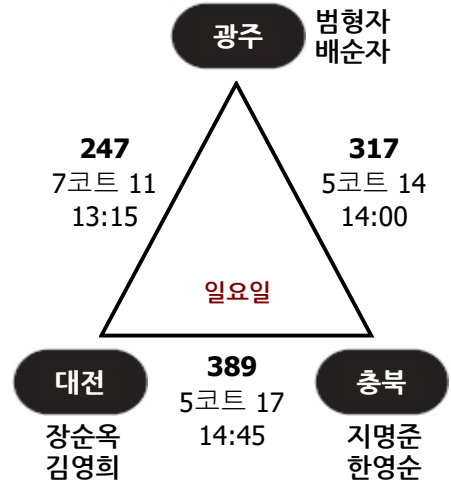 광주
범형자
배순자
247
7코트 11
13:15
317
5코트 14
14:00
일요일
대전
장순옥
김영희
389
5코트 17
14:45
충북
지명준
한영순